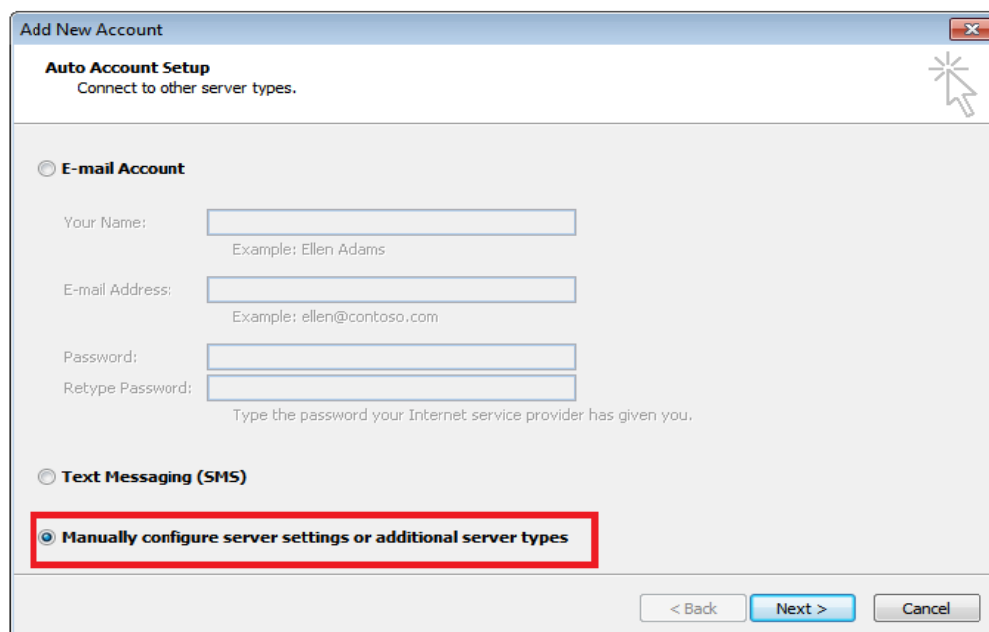 Add New Account
Auto Account Setup
Connect to other server types.
E-mail Account
Your Name:
Example: Ellen Adams
E-mail Address:
Example: ellen@contoso.com
Password:
Retype Password:
Type the password your Internet service provider has given you.
Text Messaging (SMS)
Manually configure server settings or additional server types
< Back Next > Cancel